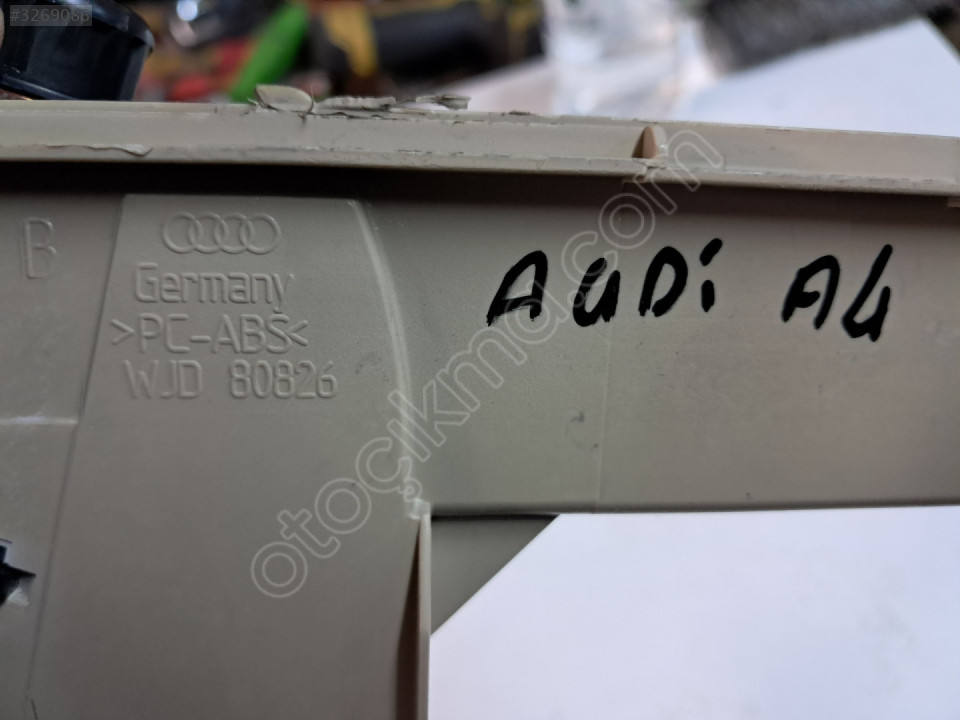 #3269086
B
Germany
>PC-ABS<
WJD 80826
AUDi A4
otoçıkma.com